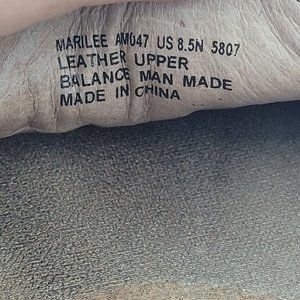 MARILEE AM047 US 8.5N 5807
LEATHER UPPER
BALANCE MAN MADE
MADE IN CHINA